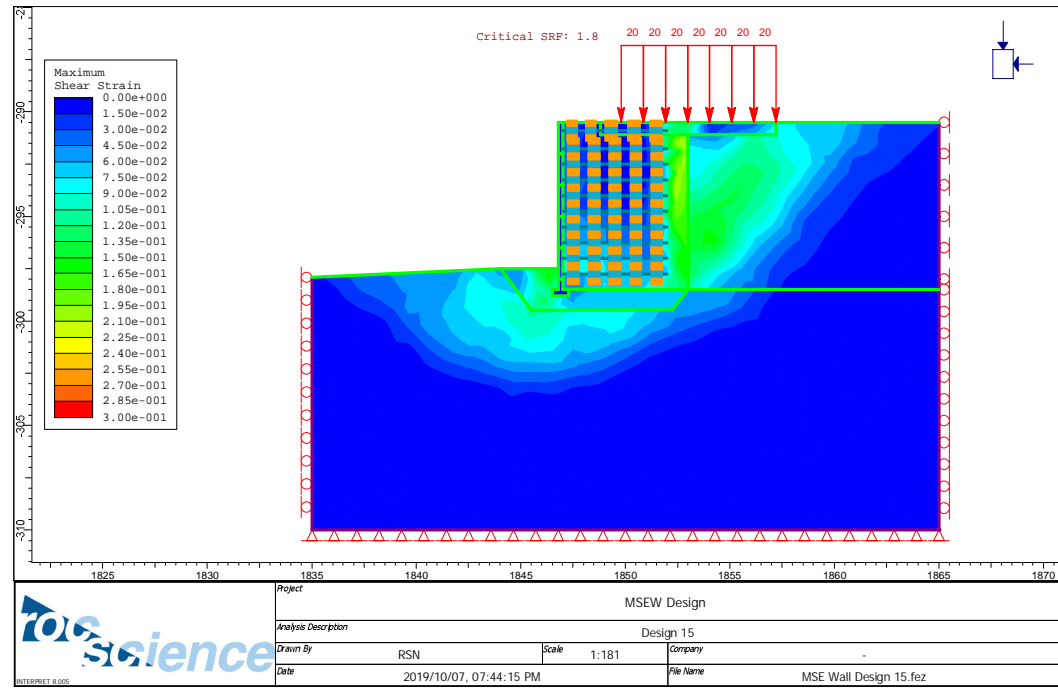 Critical SRF: 1.8
20 20 20 20 20 20 20
Maximum
Shear Strain
0.00e+000
1.50e-002
3.00e-002
4.50e-002
6.00e-002
7.50e-002
9.00e-002
1.05e-001
1.20e-001
1.35e-001
1.50e-001
1.65e-001
1.80e-001
1.95e-001
2.10e-001
2.25e-001
2.40e-001
2.55e-001
2.70e-001
2.85e-001
3.00e-001
-290
-295
-300
-305
-310
1825 1830 1835 1840 1845 1850 1855 1860 1865 1870
rocscience
INTERPRET 8.005
Project
MSEW Design
Analysis Description
Design 15
Drawn By RSN Scale 1:181 Company -
Date 2019/10/07, 07:44:15 PM File Name MSE Wall Design 15.fez